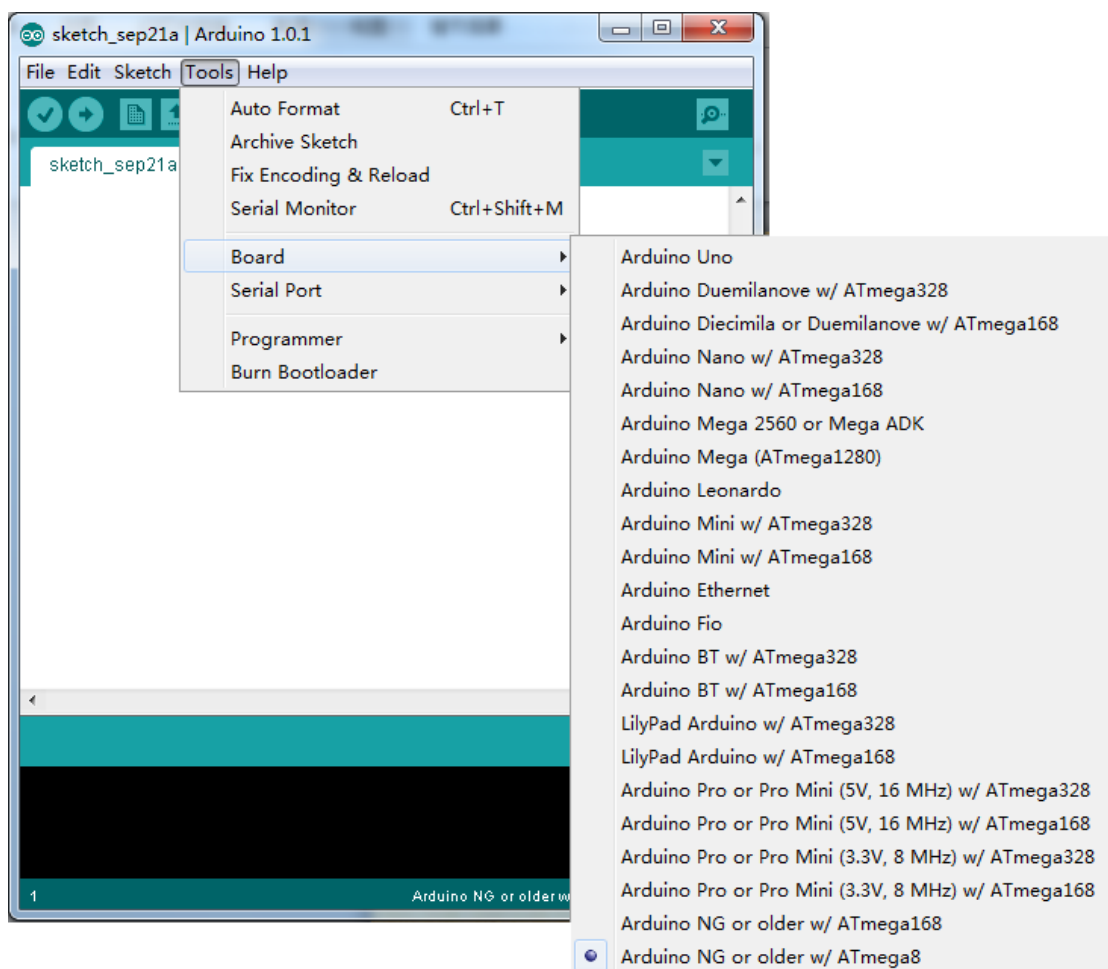 sketch_sep21a | Arduino 1.0.1
File Edit Sketch Tools Help
Auto Format Ctrl+T
Archive Sketch
sketch_sep21a
Fix Encoding & Reload
Serial Monitor Ctrl+Shift+M
Board
Serial Port
Programmer
Burn Bootloader
Arduino Uno
Arduino Duemilanove w/ ATmega328
Arduino Diecimila or Duemilanove w/ ATmega168
Arduino Nano w/ ATmega328
Arduino Nano w/ ATmega168
Arduino Mega 2560 or Mega ADK
Arduino Mega (ATmega1280)
Arduino Leonardo
Arduino Mini w/ ATmega328
Arduino Mini w/ ATmega168
Arduino Ethernet
Arduino Fio
Arduino BT w/ ATmega328
Arduino BT w/ ATmega168
LilyPad Arduino w/ ATmega328
LilyPad Arduino w/ ATmega168
Arduino Pro or Pro Mini (5V, 16 MHz) w/ ATmega328
Arduino Pro or Pro Mini (5V, 16 MHz) w/ ATmega168
Arduino Pro or Pro Mini (3.3V, 8 MHz) w/ ATmega328
Arduino Pro or Pro Mini (3.3V, 8 MHz) w/ ATmega168
Arduino NG or older w/ ATmega168
Arduino NG or older w/ ATmega8
1 Arduino NG or older w